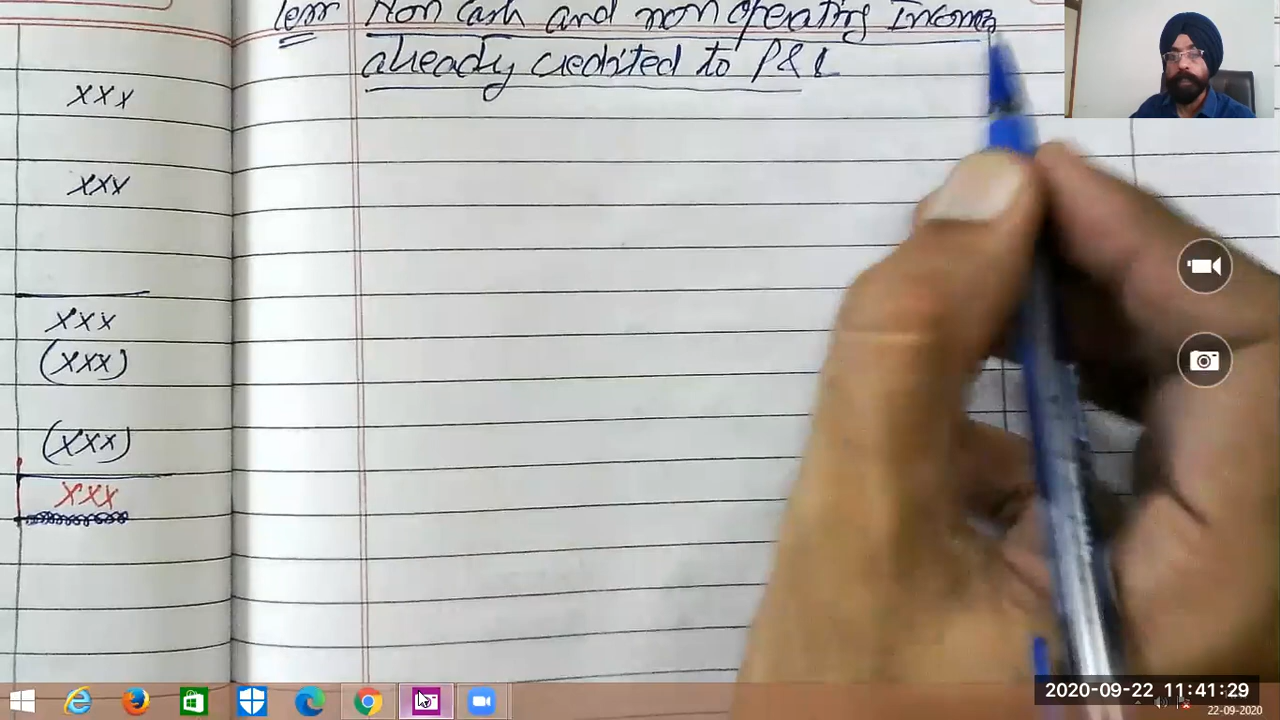 less Non Cash and non operating Incomes
already credited to P&L
xxx
xxx
xxx
(xxx)
(xxx)
xxx
2020-09-22 11:41:29
22-09-2020